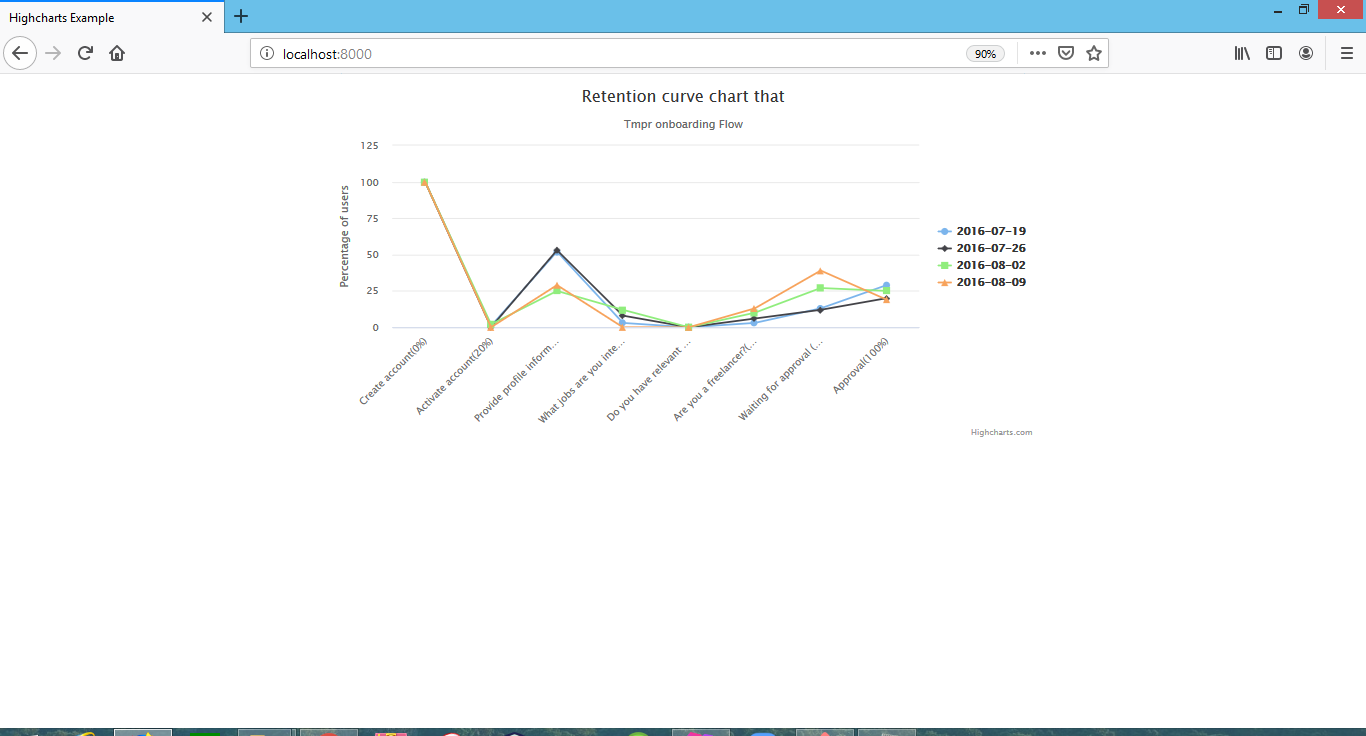 Highcharts Example
localhost:8000
90%
Retention curve chart that
Tmpr onboarding Flow
Percentage of users
125
100
75
50
25
0
Create account(0%)
Activate account(20%)
Provide profile inform...
What jobs are you inte...
Do you have relevant ...
Are you a freelancer?(...
Waiting for approval (...
Approval(100%)
2016-07-19
2016-07-26
2016-08-02
2016-08-09
Highcharts.com